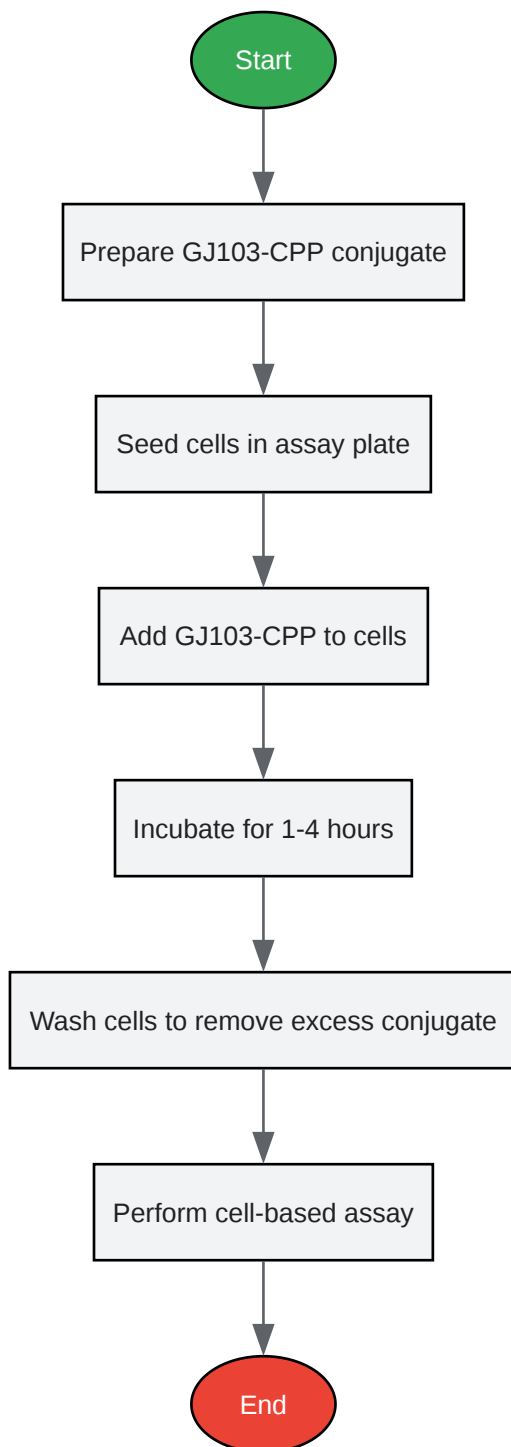 Start
Prepare GJ103-CPP conjugate
Seed cells in assay plate
Add GJ103-CPP to cells
Incubate for 1-4 hours
Wash cells to remove excess conjugate
Perform cell-based assay
End